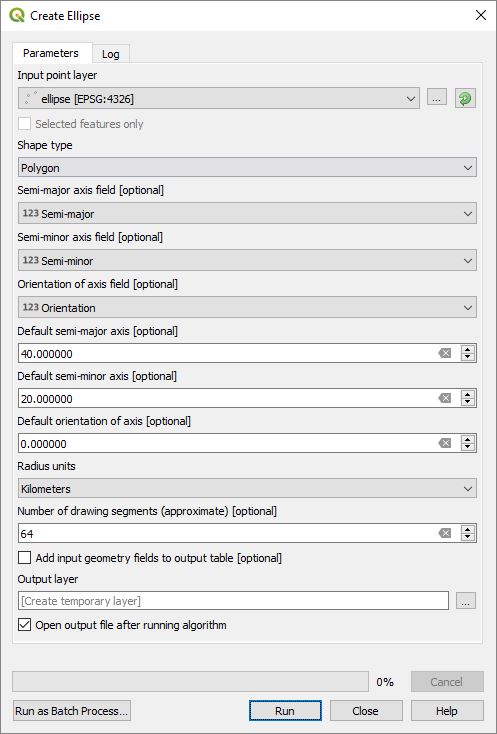 Create Ellipse
Parameters
Log
Input point layer
ellipse [EPSG:4326]
...
Selected features only
Shape type
Polygon
Semi-major axis field [optional]
123 Semi-major
Semi-minor axis field [optional]
123 Semi-minor
Orientation of axis field [optional]
123 Orientation
Default semi-major axis [optional]
40.000000
Default semi-minor axis [optional]
20.000000
Default orientation of axis [optional]
0.000000
Radius units
Kilometers
Number of drawing segments (approximate) [optional]
64
Add input geometry fields to output table [optional]
Output layer
[Create temporary layer]
...
Open output file after running algorithm
0%
Cancel
Run as Batch Process...
Run
Close
Help